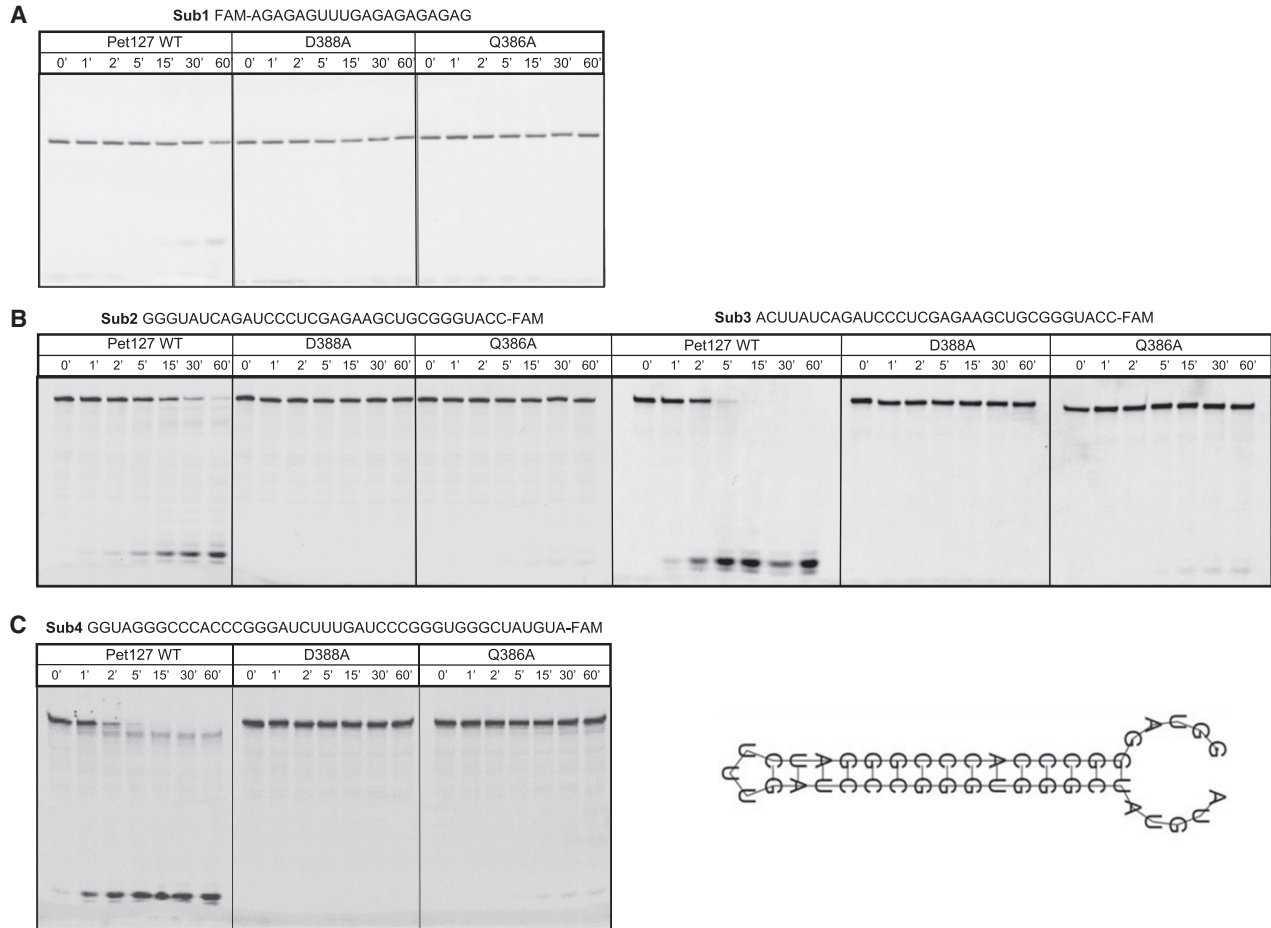 A
Sub1 FAM-AGAGAGUUUGAGAGAGAGAG
Pet127 WT D388A Q386A
0' 1' 2' 5' 15' 30' 60' 0' 1' 2' 5' 15' 30' 60' 0' 1' 2' 5' 15' 30' 60'
B
Sub2 GGGUAUCAGAUCCCUCGAGAAGCUGCGGGUACC-FAM
Sub3 ACUUAUCAGAUCCCUCGAGAAGCUGCGGGUACC-FAM
Pet127 WT D388A Q386A Pet127 WT D388A Q386A
0' 1' 2' 5' 15' 30' 60' 0' 1' 2' 5' 15' 30' 60' 0' 1' 2' 5' 15' 30' 60' 0' 1' 2' 5' 15' 30' 60' 0' 1' 2' 5' 15' 30' 60' 0' 1' 2' 5' 15' 30' 60'
C
Sub4 GGUAGGGCCCACCCGGGAUCUUUGAUCCCGGGUGGGCUAUGUA-FAM
Pet127 WT D388A Q386A
0' 1' 2' 5' 15' 30' 60' 0' 1' 2' 5' 15' 30' 60' 0' 1' 2' 5' 15' 30' 60'
GGUAGGGCCCACCCGGGAUCUUUGAUCCCGGGUGGGCUAUGUA